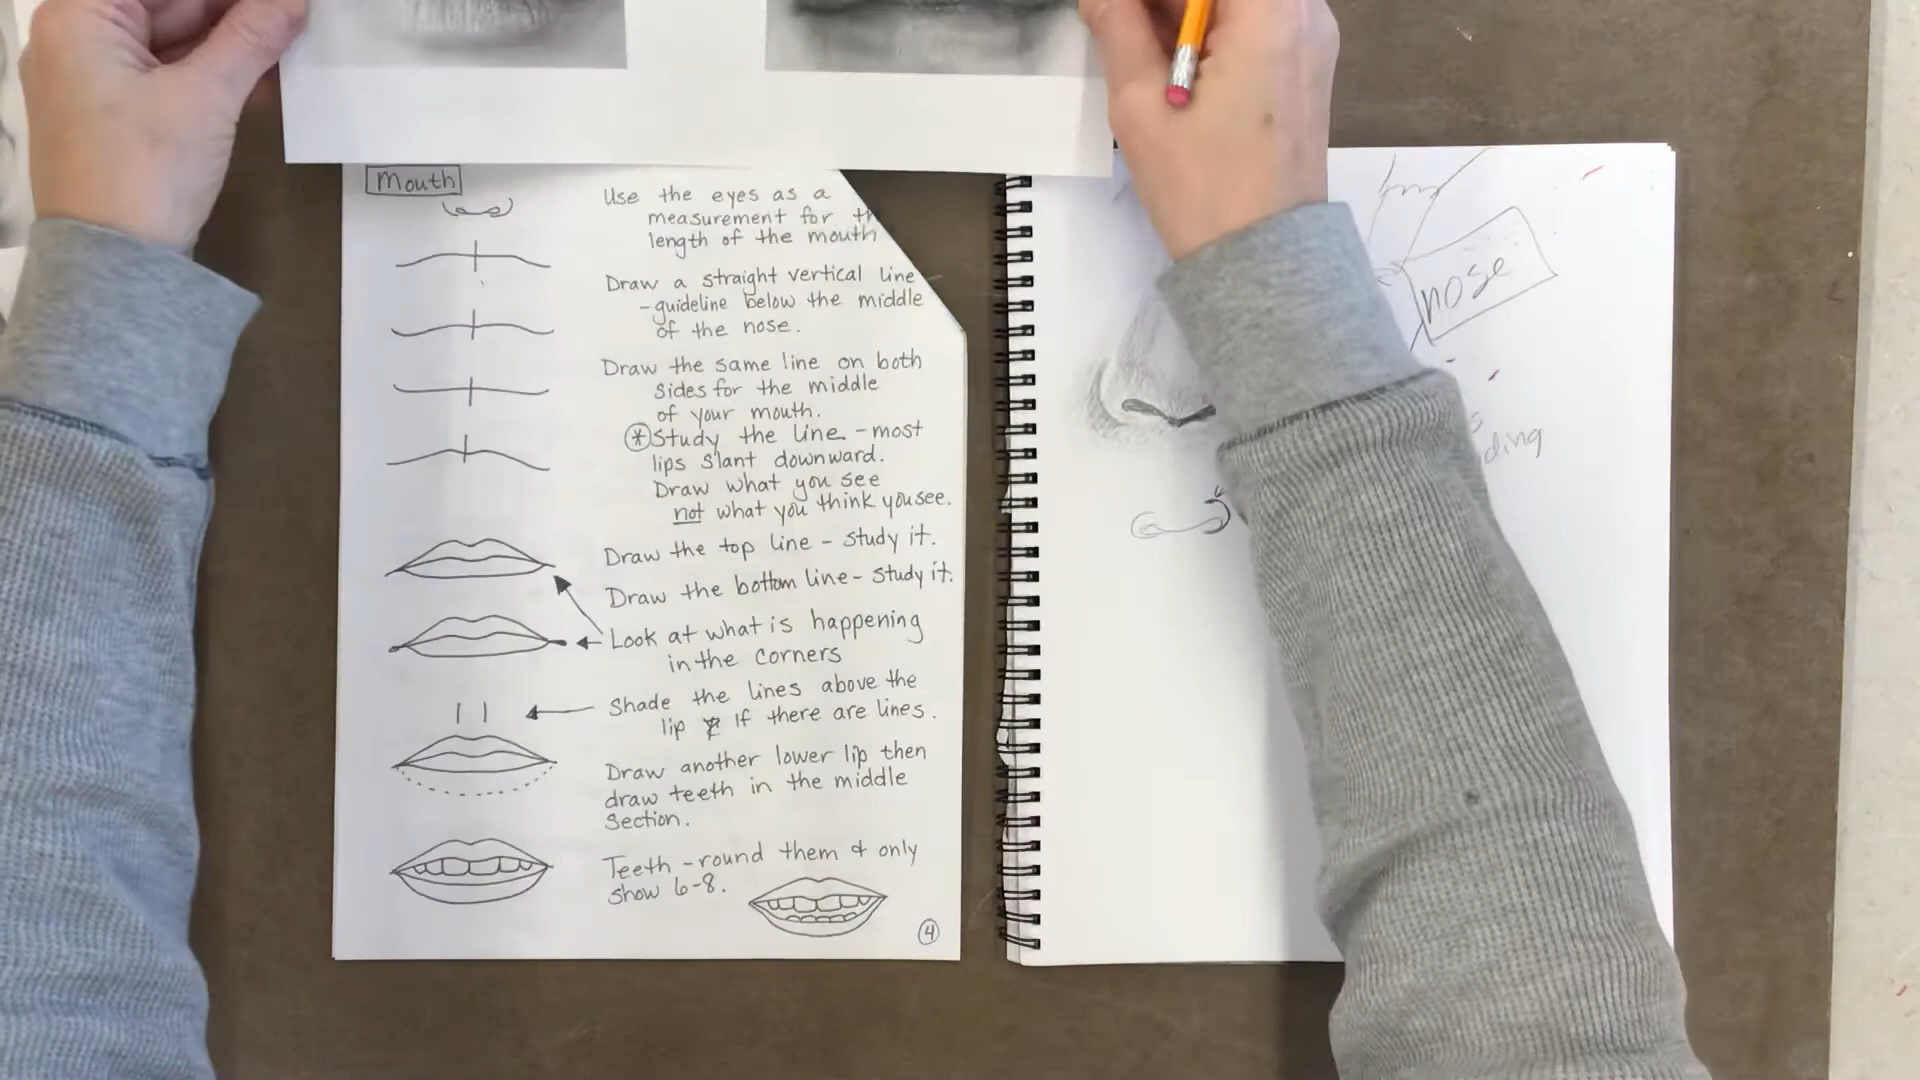 Mouth
Use the eyes as a
measurement for th
length of the mouth
Draw a straight vertical line
-guideline below the middle
of the nose.
Draw the same line on both
sides for the middle
of your mouth.
* Study the line - most
lips slant downward.
Draw what you see
not what you think you see.
Draw the top line - study it.
Draw the bottom line - study it.
Look at what is happening
in the corners
Shade the lines above the
lip If there are lines.
Draw another lower lip then
draw teeth in the middle
section.
Teeth - round them & only
show 6-8.
4
nose
s
ding